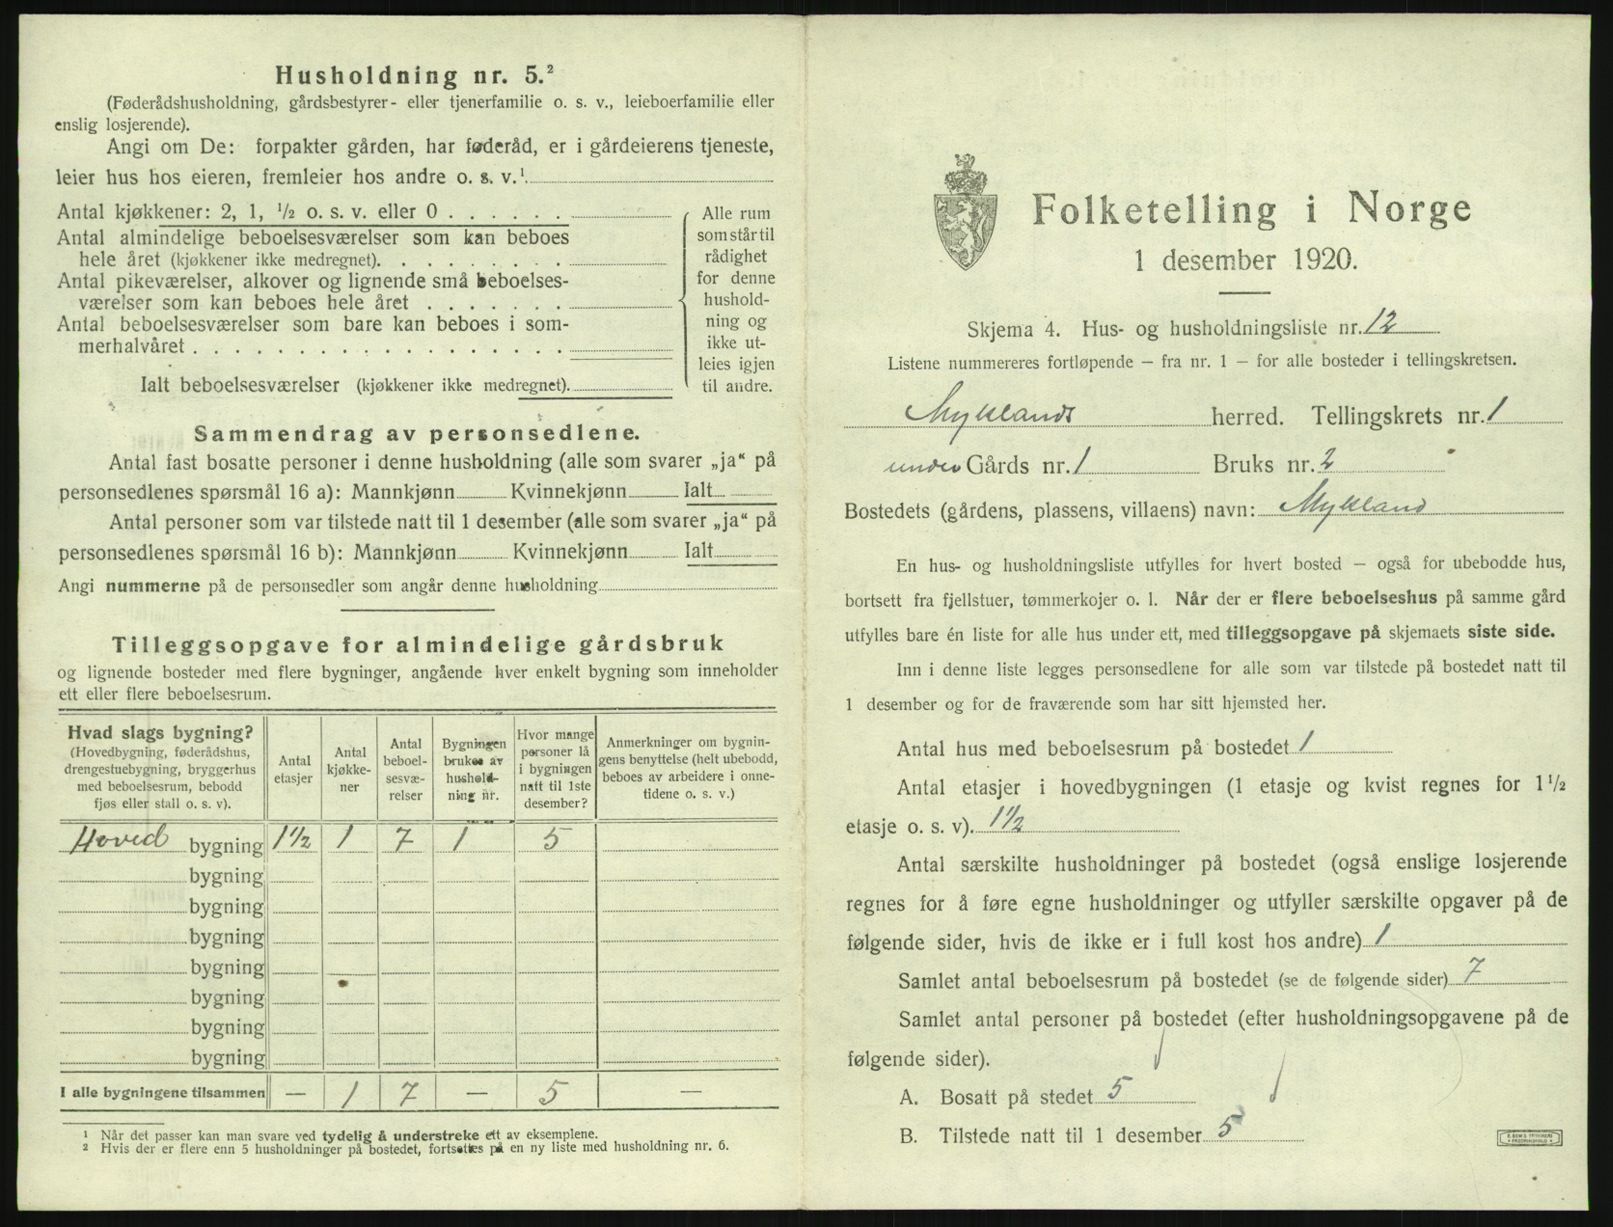 Husholdning nr. 5.²
(Føderådshusholdning, gårdsbestyrer- eller tjenerfamilie o. s. v., leieboerfamilie eller
enslig losjerende).
Angi om De: forpakter gården, har føderåd, er i gårdeierens tjeneste,
leier hus hos eieren, fremleier hos andre o. s. v.¹
Antal kjøkkener: 2, 1, ½ o. s. v. eller 0 . . . . . .
Antal almindelige beboelsesværelser som kan beboes
hele året (kjøkkener ikke medregnet). . . . . . . . .
Antal pikeværelser, alkover og lignende små beboelses-
værelser som kan beboes hele året . . . . . . .
Antal beboelsesværelser som bare kan beboes i som-
merhalvåret . . . . . . . . . . . . . . . . .
Ialt beboelsesværelser (kjøkkener ikke medregnet).
Alle rum
som står til
rådighet
for denne
hushold-
ning og
ikke ut-
leies igjen
til andre.
Sammendrag av personsedlene.
Antal fast bosatte personer i denne husholdning (alle som svarer „ja“ på
personsedlenes spørsmål 16 a): Mannkjønn Kvinnekjønn Ialt
Antal personer som var tilstede natt til 1 desember (alle som svarer „ja“ på
personsedlenes spørsmål 16 b): Mannkjønn Kvinnekjønn Ialt
Angi nummerne på de personsedler som angår denne husholdning
Tilleggsopgave for almindelige gårdsbruk
og lignende bosteder med flere bygninger, angående hver enkelt bygning som inneholder
ett eller flere beboelsesrum.
Hvad slags bygning?
(Hovedbygning, føderådshus,
drengestuebygning, bryggerhus
med beboelsesrum, bebodd
fjøs eller stall o. s. v).
Antal
etasjer
Antal
kjøkke-
ner
Antal
beboel-
sesvæ-
relser
Bygningen
brukes av
hushold-
ning nr.
Hvor mange
personer lå
i bygningen
natt til 1ste
desember?
Anmerkninger om bygnin-
gens benyttelse (helt ubebodd,
beboes av arbeidere i onne-
tidene o. s. v.)
Hoved bygning 1½ 1 7 1 5
bygning
bygning
bygning
bygning
bygning
bygning
bygning
I alle bygningene tilsammen — 1 7 — 5 —
¹ Når det passer kan man svare ved tydelig å understreke ett av eksemplene.
² Hvis der er flere enn 5 husholdninger på bostedet, fortsettes på en ny liste med husholdning nr. 6.
Folketelling i Norge
1 desember 1920.
Skjema 4. Hus- og husholdningsliste nr. 12
Listene nummereres fortløpende — fra nr. 1 — for alle bosteder i tellingskretsen.
Myklands herred. Tellingskrets nr. 1
under Gårds nr. 1 Bruks nr. 2
Bostedets (gårdens, plassens, villaens) navn: Mykland
En hus- og husholdningsliste utfylles for hvert bosted — også for ubebodde hus,
bortsett fra fjellstuer, tømmerkojer o. l. Når der er flere beboelseshus på samme gård
utfylles bare én liste for alle hus under ett, med tilleggsopgave på skjemaets siste side.
Inn i denne liste legges personsedlene for alle som var tilstede på bostedet natt til
1 desember og for de fraværende som har sitt hjemsted her.
Antal hus med beboelsesrum på bostedet 1
Antal etasjer i hovedbygningen (1 etasje og kvist regnes for 1½
etasje o. s. v). 1½
Antal særskilte husholdninger på bostedet (også enslige losjerende
regnes for å føre egne husholdninger og utfyller særskilte opgaver på de
følgende sider, hvis de ikke er i full kost hos andre) 1
Samlet antal beboelsesrum på bostedet (se de følgende sider) 7
Samlet antal personer på bostedet (efter husholdningsopgavene på de
følgende sider).
A. Bosatt på stedet 5
B. Tilstede natt til 1 desember 5